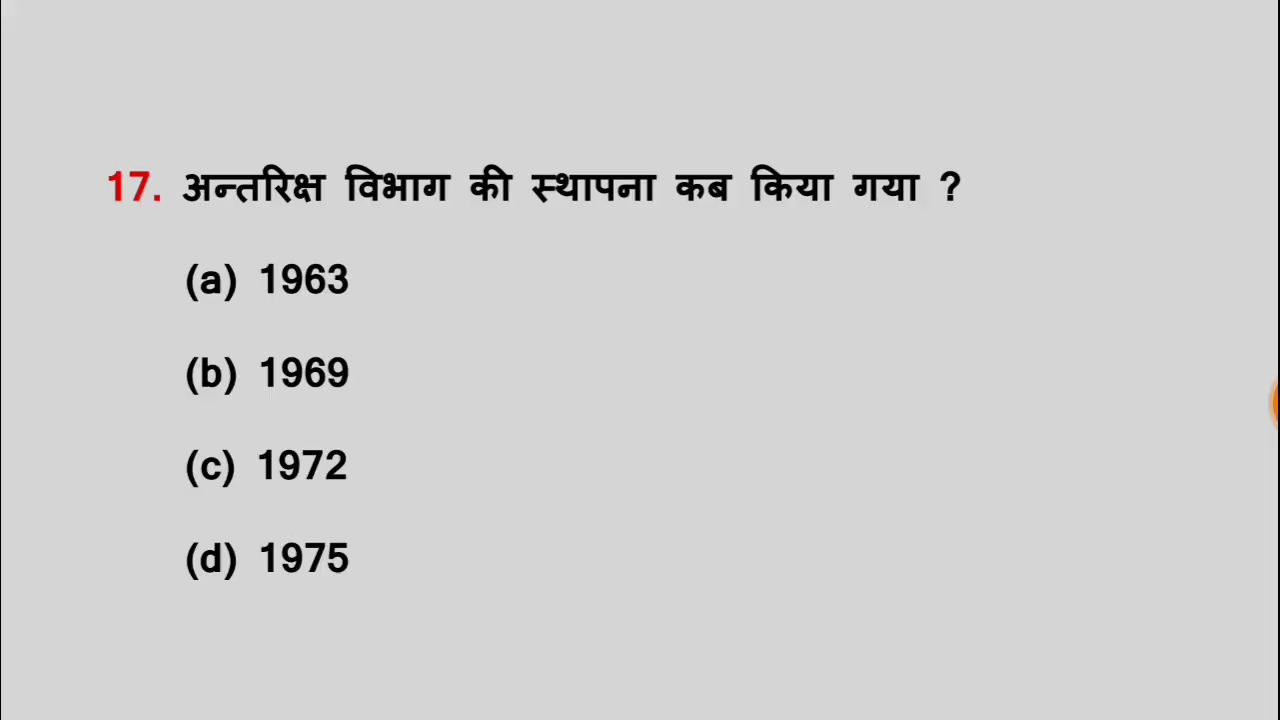 17. अन्तरिक्ष विभाग की स्थापना कब किया गया ?
(a) 1963
(b) 1969
(c) 1972
(d) 1975